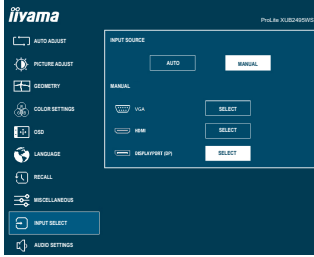 iiyama
ProLite XUB2495WS
AUTO ADJUST
PICTURE ADJUST
GEOMETRY
COLOR SETTINGS
OSD
LANGUAGE
RECALL
MISCELLANEOUS
INPUT SELECT
AUDIO SETTINGS
INPUT SOURCE
AUTO
MANUAL
MANUAL
VGA
SELECT
HDMI
SELECT
DISPLAYPORT (DP)
SELECT